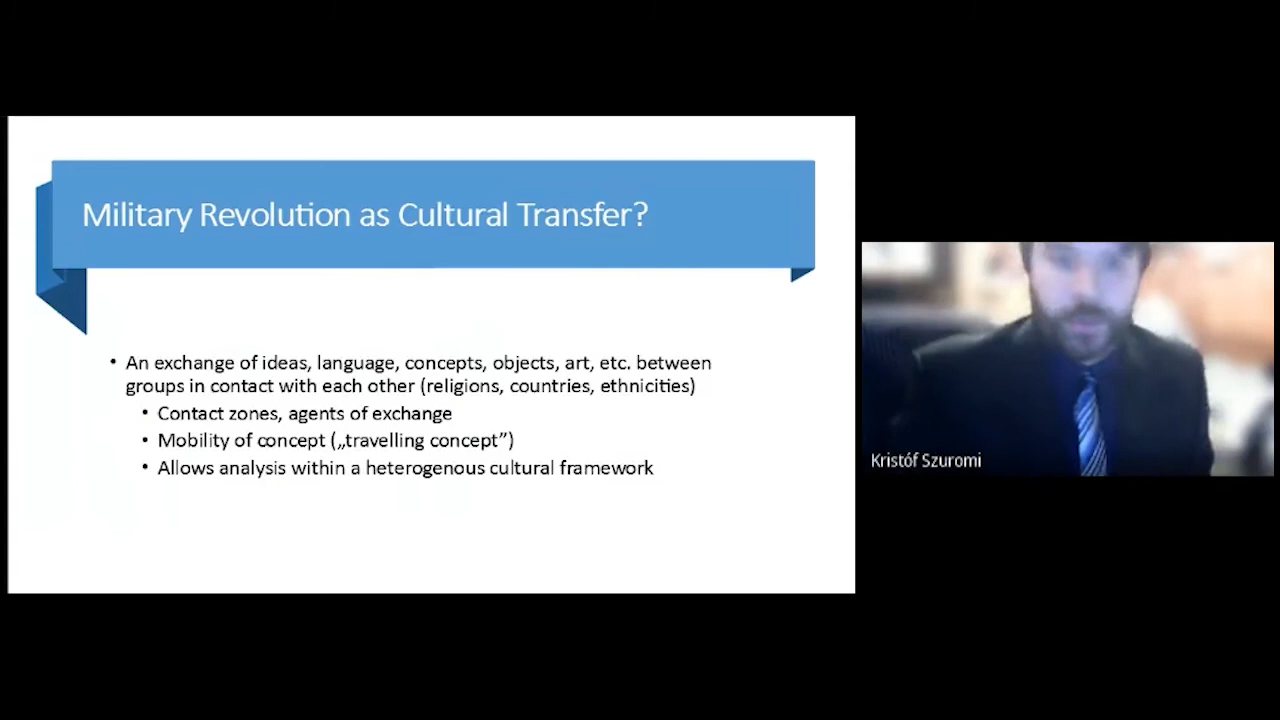 Military Revolution as Cultural Transfer?
• An exchange of ideas, language, concepts, objects, art, etc. between
groups in contact with each other (religions, countries, ethnicities)
• Contact zones, agents of exchange
• Mobility of concept („travelling concept”)
• Allows analysis within a heterogenous cultural framework
Kristóf Szuromi